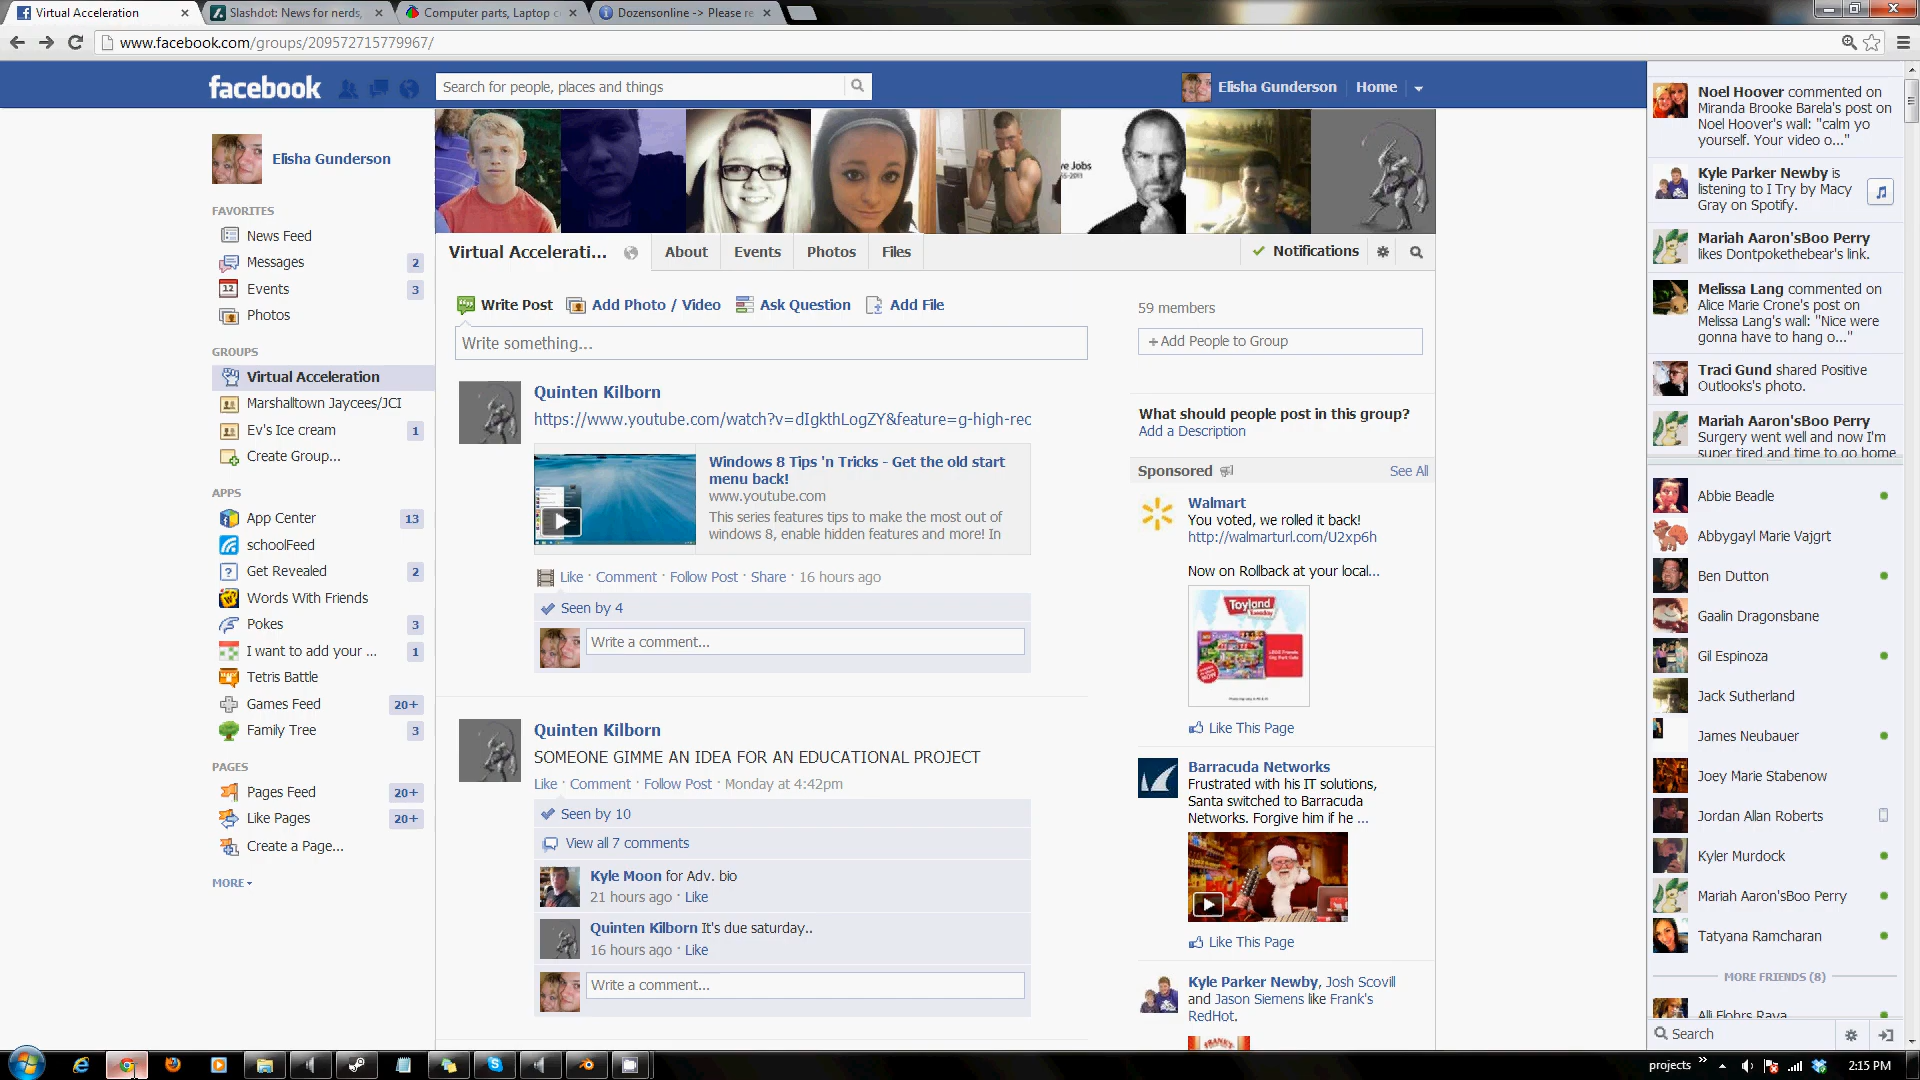 Virtual Acceleration
Slashdot: News for nerds,
Computer parts, Laptop c
Dozensonline -> Please re
www.facebook.com/groups/209572715779967/
facebook
Search for people, places and things
Elisha Gunderson
Home
Elisha Gunderson
FAVORITES
News Feed
Messages 2
Events 3
Photos
GROUPS
Virtual Acceleration
Marshalltown Jaycees/JCI
Ev's Ice cream 1
Create Group...
APPS
App Center 13
schoolFeed
Get Revealed 2
Words With Friends
Pokes 3
I want to add your ... 1
Tetris Battle
Games Feed 20+
Family Tree 3
PAGES
Pages Feed 20+
Like Pages 20+
Create a Page...
MORE
ve Jobs
55-2011
Virtual Accelerati...
About
Events
Photos
Files
Notifications
Write Post
Add Photo / Video
Ask Question
Add File
Write something...
Quinten Kilborn
https://www.youtube.com/watch?v=dIgkthLogZY&feature=g-high-rec
Windows 8 Tips 'n Tricks - Get the old start
menu back!
www.youtube.com
This series features tips to make the most out of
windows 8, enable hidden features and more! In
Like · Comment · Follow Post · Share · 16 hours ago
Seen by 4
Write a comment...
Quinten Kilborn
SOMEONE GIMME AN IDEA FOR AN EDUCATIONAL PROJECT
Like · Comment · Follow Post · Monday at 4:42pm
Seen by 10
View all 7 comments
Kyle Moon for Adv. bio
21 hours ago · Like
Quinten Kilborn It's due saturday..
16 hours ago · Like
Write a comment...
59 members
+Add People to Group
What should people post in this group?
Add a Description
Sponsored
See All
Walmart
You voted, we rolled it back!
http://walmarturl.com/U2xp6h
Now on Rollback at your local...
Toyland
Like This Page
Barracuda Networks
Frustrated with his IT solutions,
Santa switched to Barracuda
Networks. Forgive him if he ...
Like This Page
Kyle Parker Newby, Josh Scovill
and Jason Siemens like Frank's
RedHot.
Noel Hoover commented on
Miranda Brooke Barela's post on
Noel Hoover's wall: "calm yo
yourself. Your video o..."
Kyle Parker Newby is
listening to I Try by Macy
Gray on Spotify.
Mariah Aaron'sBoo Perry
likes Dontpokethebear's link.
Melissa Lang commented on
Alice Marie Crone's post on
Melissa Lang's wall: "Nice were
gonna have to hang o..."
Traci Gund shared Positive
Outlooks's photo.
Mariah Aaron'sBoo Perry
Surgery went well and now I'm
super tired and time to go home
Abbie Beadle
Abbygayl Marie Vajgrt
Ben Dutton
Gaalin Dragonsbane
Gil Espinoza
Jack Sutherland
James Neubauer
Joey Marie Stabenow
Jordan Allan Roberts
Kyler Murdock
Mariah Aaron'sBoo Perry
Tatyana Ramcharan
MORE FRIENDS (8)
Alli Flohrs Raya
Search
projects
2:15 PM